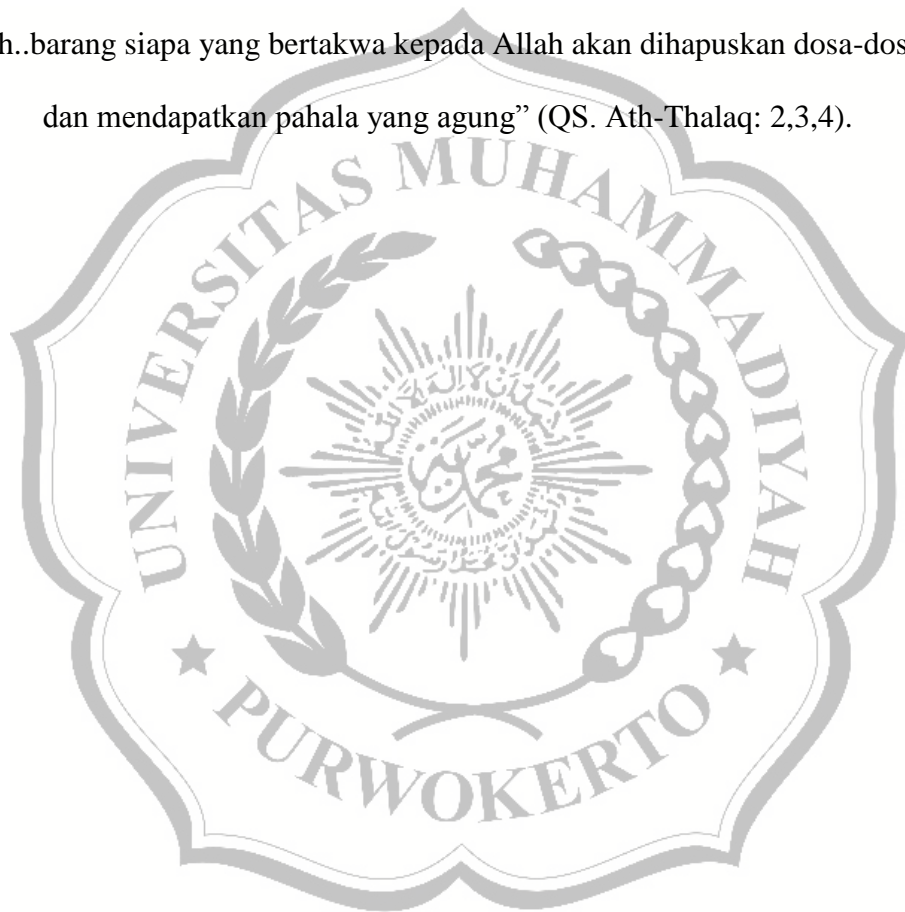 h..barang siapa yang bertakwa kepada Allah akan dihapuskan dosa-dos
dan mendapatkan pahala yang agung” (QS. Ath-Thalaq: 2,3,4).
UNIVERSITAS MUHAMMADIYAH
PURWOKERTO
محمد